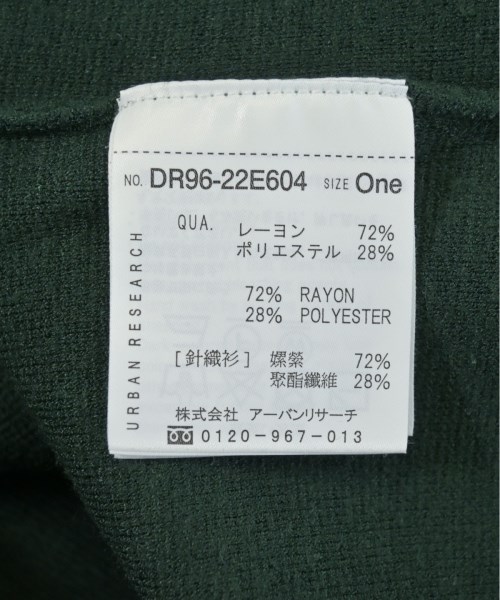 NO. DR96-22E604 SIZE One
QUA. レーヨン 72%
ポリエステル 28%
72% RAYON
28% POLYESTER
[針織衫] 嫘縈 72%
聚酯纖維 28%
株式会社 アーバンリサーチ
0120-967-013
URBAN RESEARCH